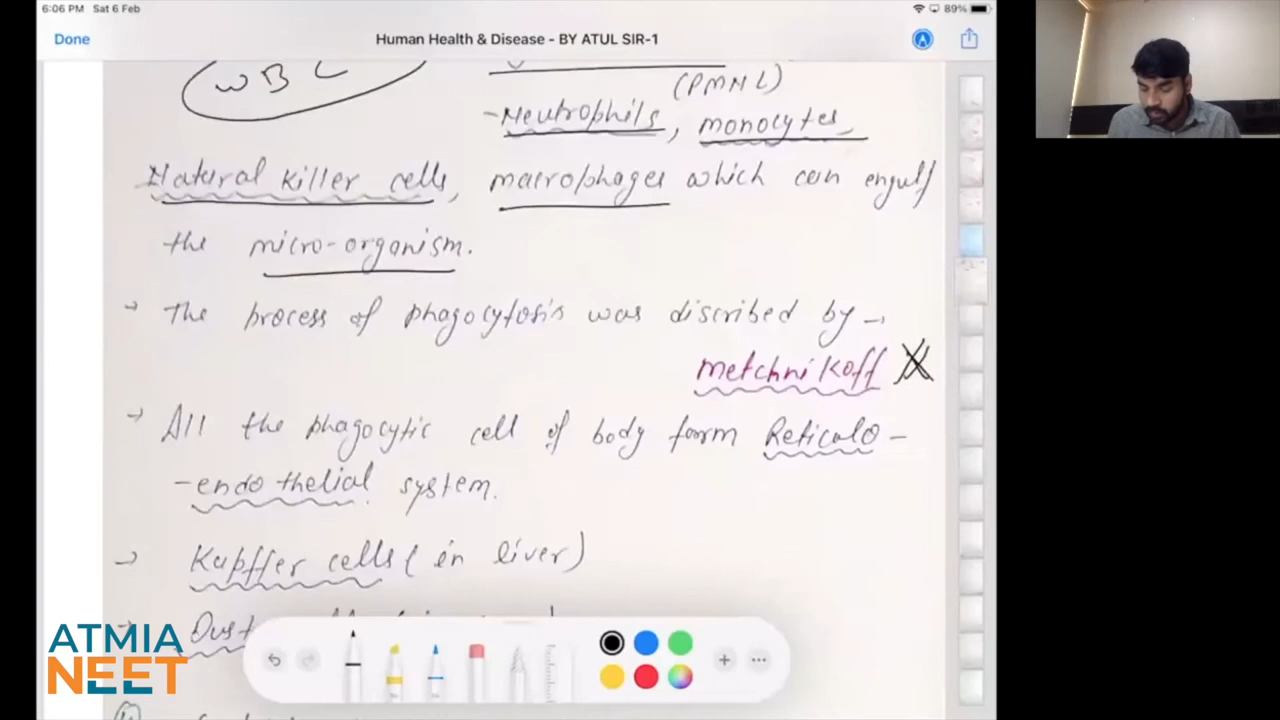 6:06 PM Sat 6 Feb
89%
Done
Human Health & Disease - BY ATUL SIR-1
WBC
(PMNL)
-Neutrophils, monocytes,
Natural killer cells, macrophages which can engulf
the micro-organism.
→ The process of phagocytosis was discribed by →
metchnikoff
→ All the phagocytic cell of body form Reticulo -
-endothelial system.
→ Kupffer cells (in liver)
→ Dust
ATMIA
NEET